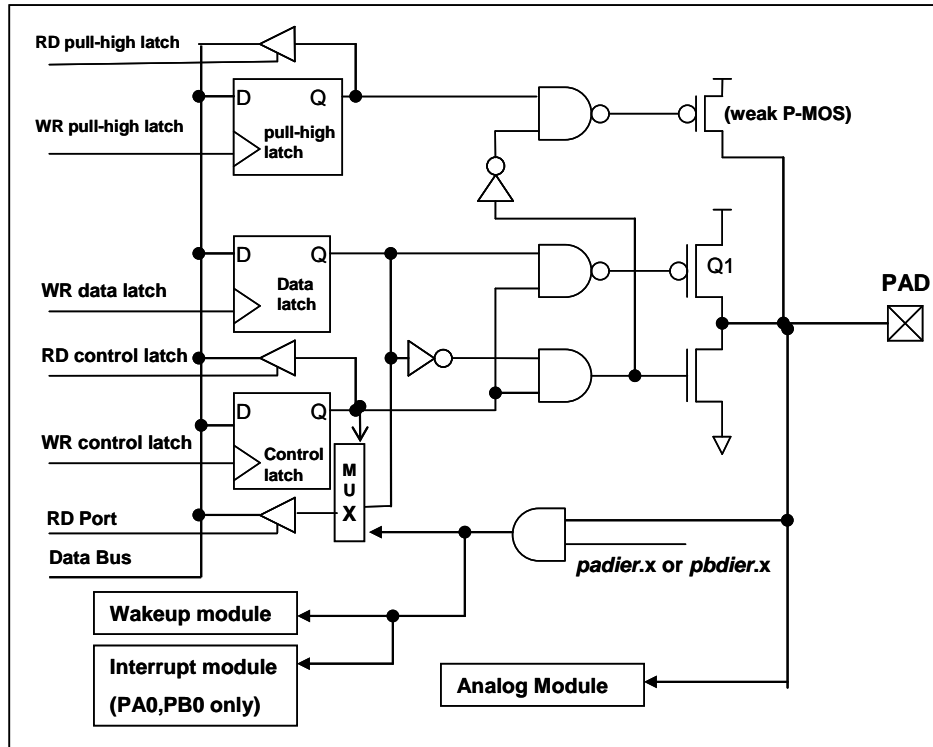 RD pull-high latch
D Q
pull-high
latch
WR pull-high latch
(weak P-MOS)
D Q
Data
latch
WR data latch
Q1
PAD
RD control latch
D Q
Control
latch
WR control latch
M
U
X
RD Port
Data Bus
padier.x or pbdier.x
Wakeup module
Interrupt module
(PA0,PB0 only)
Analog Module